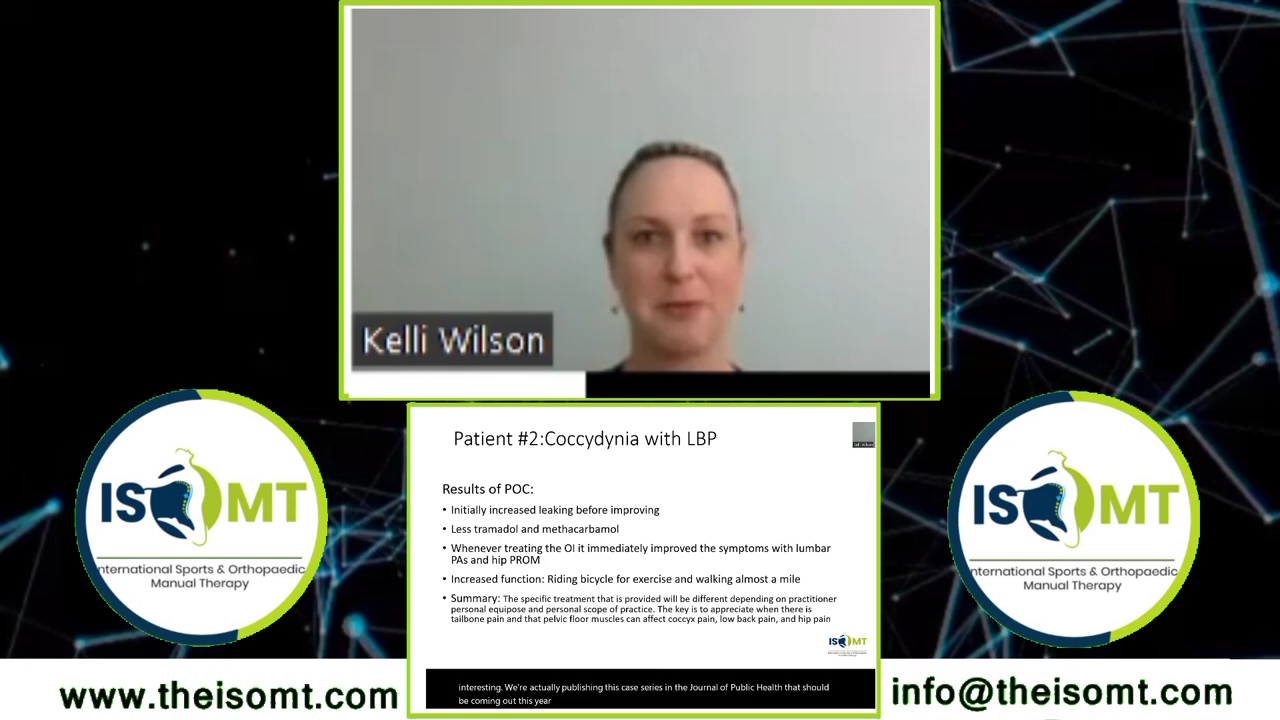 Kelli Wilson
Patient #2:Coccydynia with LBP
Results of POC:
• Initially increased leaking before improving
• Less tramadol and methacarbamol
• Whenever treating the OI it immediately improved the symptoms with lumbar
PAs and hip PROM
• Increased function: Riding bicycle for exercise and walking almost a mile
• Summary: The specific treatment that is provided will be different depending on practitioner
personal equipose and personal scope of practice. The key is to appreciate when there is
tailbone pain and that pelvic floor muscles can affect coccyx pain, low back pain, and hip pain
ISOMT
interesting. We're actually publishing this case series in the Journal of Public Health that should
be coming out this year
ISOMT
nternational Sports & Orthopaedic
Manual Therapy
ISOMT
nternational Sports & Orthopaedic
Manual Therapy
www.theisomt.com
info@theisomt.com